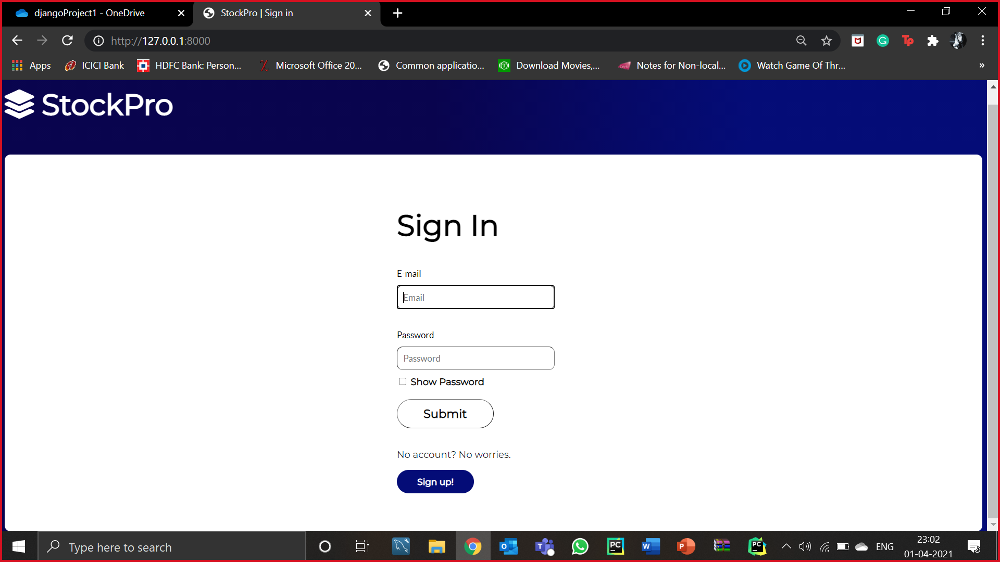 djangoProject1 - OneDrive
StockPro | Sign in
http://127.0.0.1:8000
Apps
ICICI Bank
HDFC Bank: Person...
Microsoft Office 20...
Common applicatio...
Download Movies,...
Notes for Non-local...
Watch Game Of Thr...
»
StockPro
Sign In
E-mail
Email
Password
Password
Show Password
Submit
No account? No worries.
Sign up!
Type here to search
ENG
23:02
01-04-2021